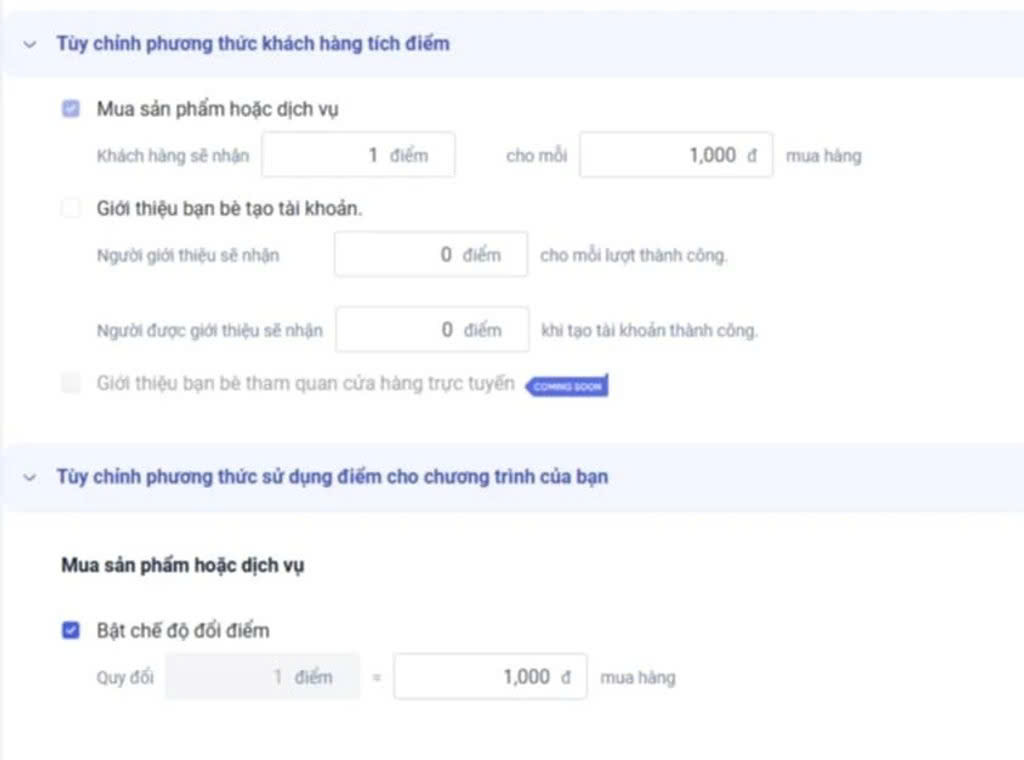 Tùy chỉnh phương thức khách hàng tích điểm
Mua sản phẩm hoặc dịch vụ
Khách hàng sẽ nhận 1 điểm cho mỗi 1,000 đ mua hàng
Giới thiệu bạn bè tạo tài khoản.
Người giới thiệu sẽ nhận 0 điểm cho mỗi lượt thành công.
Người được giới thiệu sẽ nhận 0 điểm khi tạo tài khoản thành công.
Giới thiệu bạn bè tham quan cửa hàng trực tuyến COMING SOON
Tùy chỉnh phương thức sử dụng điểm cho chương trình của bạn
Mua sản phẩm hoặc dịch vụ
Bật chế độ đổi điểm
Quy đổi 1 điểm = 1,000 đ mua hàng